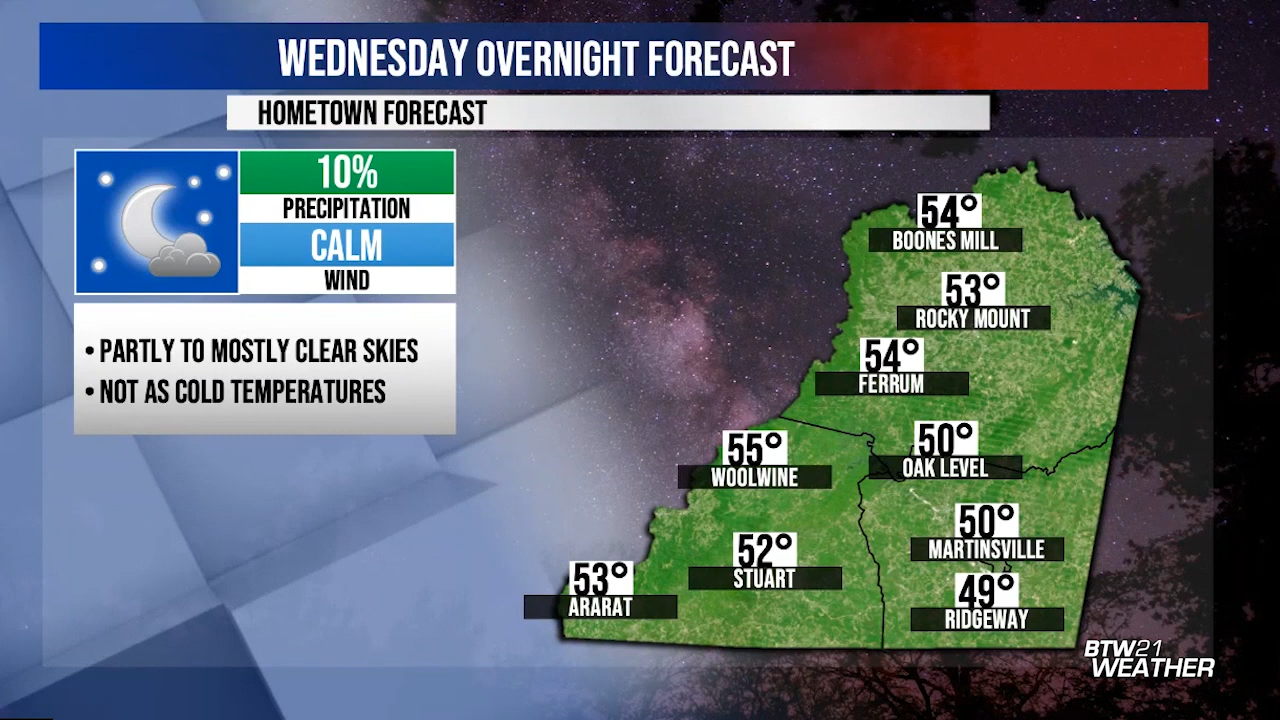 WEDNESDAY OVERNIGHT FORECAST
HOMETOWN FORECAST
10%
PRECIPITATION
CALM
WIND
• PARTLY TO MOSTLY CLEAR SKIES
• NOT AS COLD TEMPERATURES
54°
BOONES MILL
53°
ROCKY MOUNT
54°
FERRUM
50°
OAK LEVEL
55°
WOOLWINE
50°
MARTINSVILLE
52°
STUART
53°
ARARAT
49°
RIDGEWAY
BTW21
WEATHER